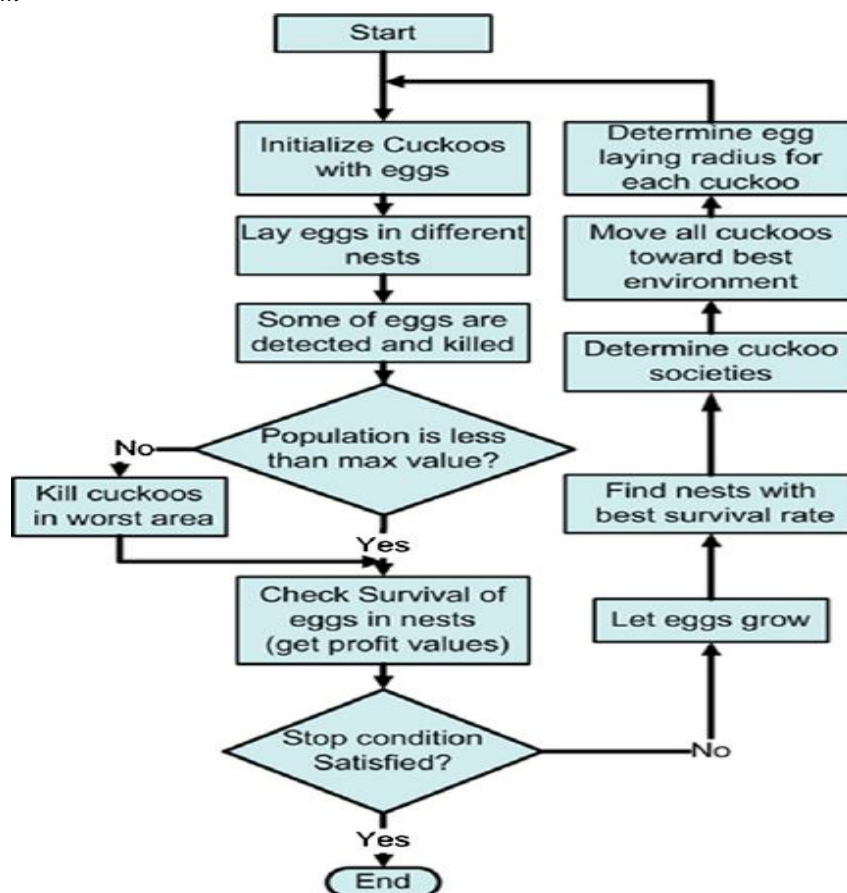 Start
Initialize Cuckoos
with eggs
Lay eggs in different
nests
Some of eggs are
detected and killed
Population is less
than max value?
No
Kill cuckoos
in worst area
Yes
Check Survival of
eggs in nests
(get profit values)
Stop condition
Satisfied?
No
Yes
End
Let eggs grow
Find nests with
best survival rate
Determine cuckoo
societies
Move all cuckoos
toward best
environment
Determine egg
laying radius for
each cuckoo